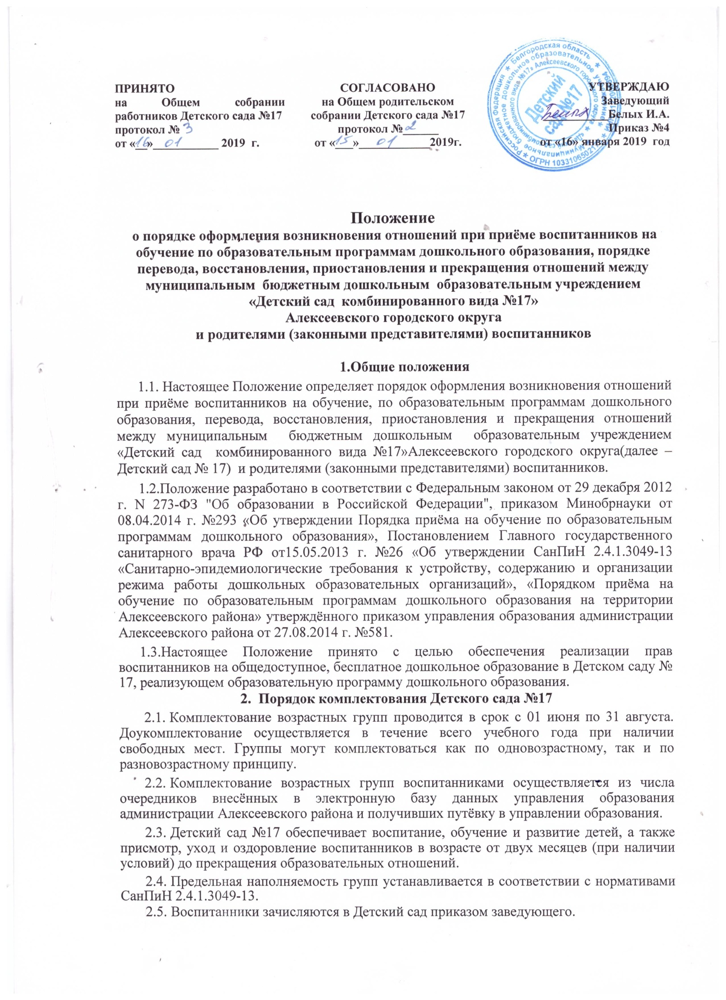 ПРИНЯТО
на Общем собрании
работников Детского сада №17
протокол № 3
от «16» 01 2019 г.
СОГЛАСОВАНО
на Общем родительском
собрании Детского сада №17
протокол № 2
от «15» 01 2019г.
УТВЕРЖДАЮ
Заведующий
Белых И.А.
Приказ №4
от «16» января 2019 год
Российская Федерация ★ Белгородская область ★
Муниципальное бюджетное дошкольное образовательное учреждение
Детский сад №17
Положение
о порядке оформления возникновения отношений при приёме воспитанников на
обучение по образовательным программам дошкольного образования, порядке
перевода, восстановления, приостановления и прекращения отношений между
муниципальным бюджетным дошкольным образовательным учреждением
«Детский сад комбинированного вида №17»
Алексеевского городского округа
и родителями (законными представителями) воспитанников
1.Общие положения
1.1. Настоящее Положение определяет порядок оформления возникновения отношений
при приёме воспитанников на обучение, по образовательным программам дошкольного
образования, перевода, восстановления, приостановления и прекращения отношений
между муниципальным бюджетным дошкольным образовательным учреждением
«Детский сад комбинированного вида №17»Алексеевского городского округа(далее –
Детский сад № 17) и родителями (законными представителями) воспитанников.
1.2.Положение разработано в соответствии с Федеральным законом от 29 декабря 2012
г. N 273-ФЗ "Об образовании в Российской Федерации", приказом Минобрнауки от
08.04.2014 г. №293 «Об утверждении Порядка приёма на обучение по образовательным
программам дошкольного образования», Постановлением Главного государственного
санитарного врача РФ от15.05.2013 г. №26 «Об утверждении СанПиН 2.4.1.3049-13
«Санитарно-эпидемиологические требования к устройству, содержанию и организации
режима работы дошкольных образовательных организаций», «Порядком приёма на
обучение по образовательным программам дошкольного образования на территории
Алексеевского района» утверждённого приказом управления образования администрации
Алексеевского района от 27.08.2014 г. №581.
1.3.Настоящее Положение принято с целью обеспечения реализации прав
воспитанников на общедоступное, бесплатное дошкольное образование в Детском саду №
17, реализующем образовательную программу дошкольного образования.
2. Порядок комплектования Детского сада №17
2.1. Комплектование возрастных групп проводится в срок с 01 июня по 31 августа.
Доукомплектование осуществляется в течение всего учебного года при наличии
свободных мест. Группы могут комплектоваться как по одновозрастному, так и по
разновозрастному принципу.
2.2. Комплектование возрастных групп воспитанниками осуществляется из числа
очередников внесённых в электронную базу данных управления образования
администрации Алексеевского района и получивших путёвку в управлении образования.
2.3. Детский сад №17 обеспечивает воспитание, обучение и развитие детей, а также
присмотр, уход и оздоровление воспитанников в возрасте от двух месяцев (при наличии
условий) до прекращения образовательных отношений.
2.4. Предельная наполняемость групп устанавливается в соответствии с нормативами
СанПиН 2.4.1.3049-13.
2.5. Воспитанники зачисляются в Детский сад приказом заведующего.